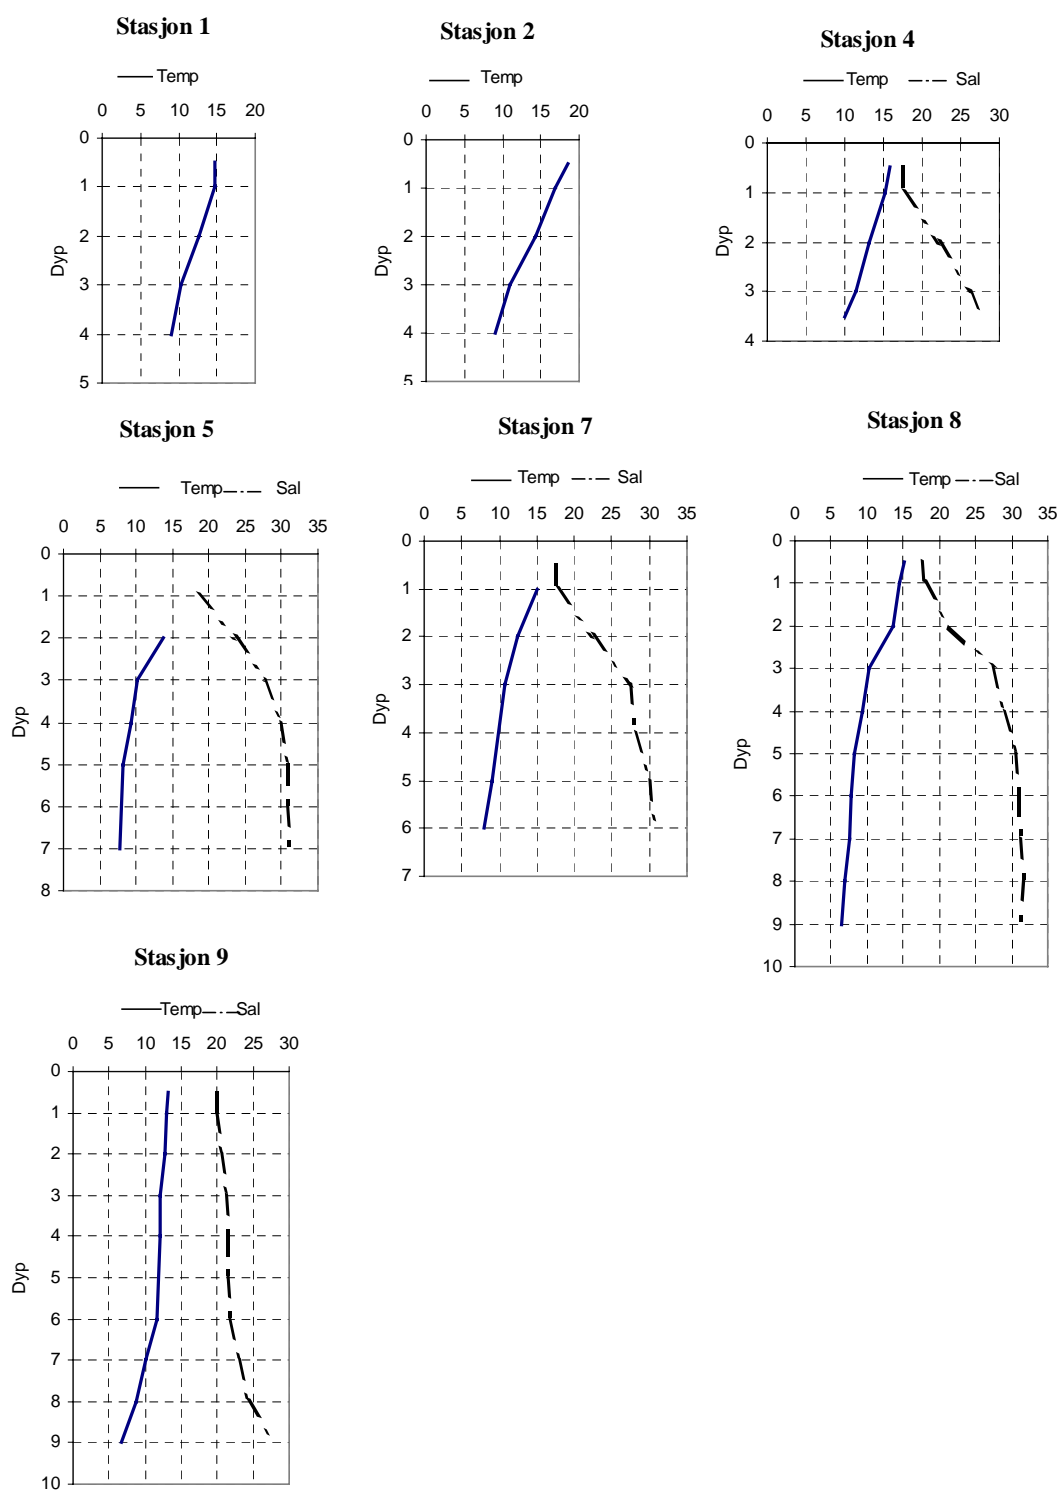 Stasjon 1
Temp
0 5 10 15 20
0
1
2
3
4
5
Dyp
Stasjon 2
Temp
0 5 10 15 20
0
1
2
3
4
5
Dyp
Stasjon 4
Temp Sal
0 5 10 15 20 25 30
0
1
2
3
4
Dyp
Stasjon 5
Temp Sal
0 5 10 15 20 25 30 35
0
1
2
3
4
5
6
7
8
Dyp
Stasjon 7
Temp Sal
0 5 10 15 20 25 30 35
0
1
2
3
4
5
6
7
Dyp
Stasjon 8
Temp Sal
0 5 10 15 20 25 30 35
0
1
2
3
4
5
6
7
8
9
10
Dyp
Stasjon 9
Temp Sal
0 5 10 15 20 25 30
0
1
2
3
4
5
6
7
8
9
10
Dyp